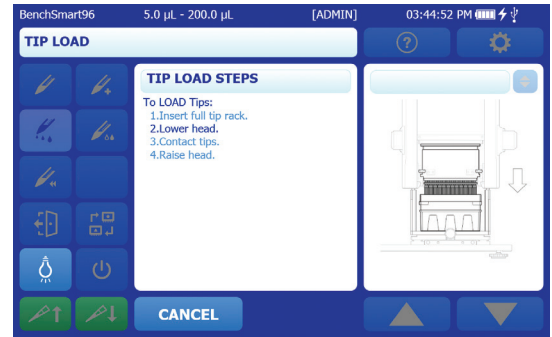 BenchSmart96 5.0 µL - 200.0 µL [ADMIN] 03:44:52 PM
TIP LOAD
?
TIP LOAD STEPS
To LOAD Tips:
1.Insert full tip rack.
2.Lower head.
3.Contact tips.
4.Raise head.
CANCEL